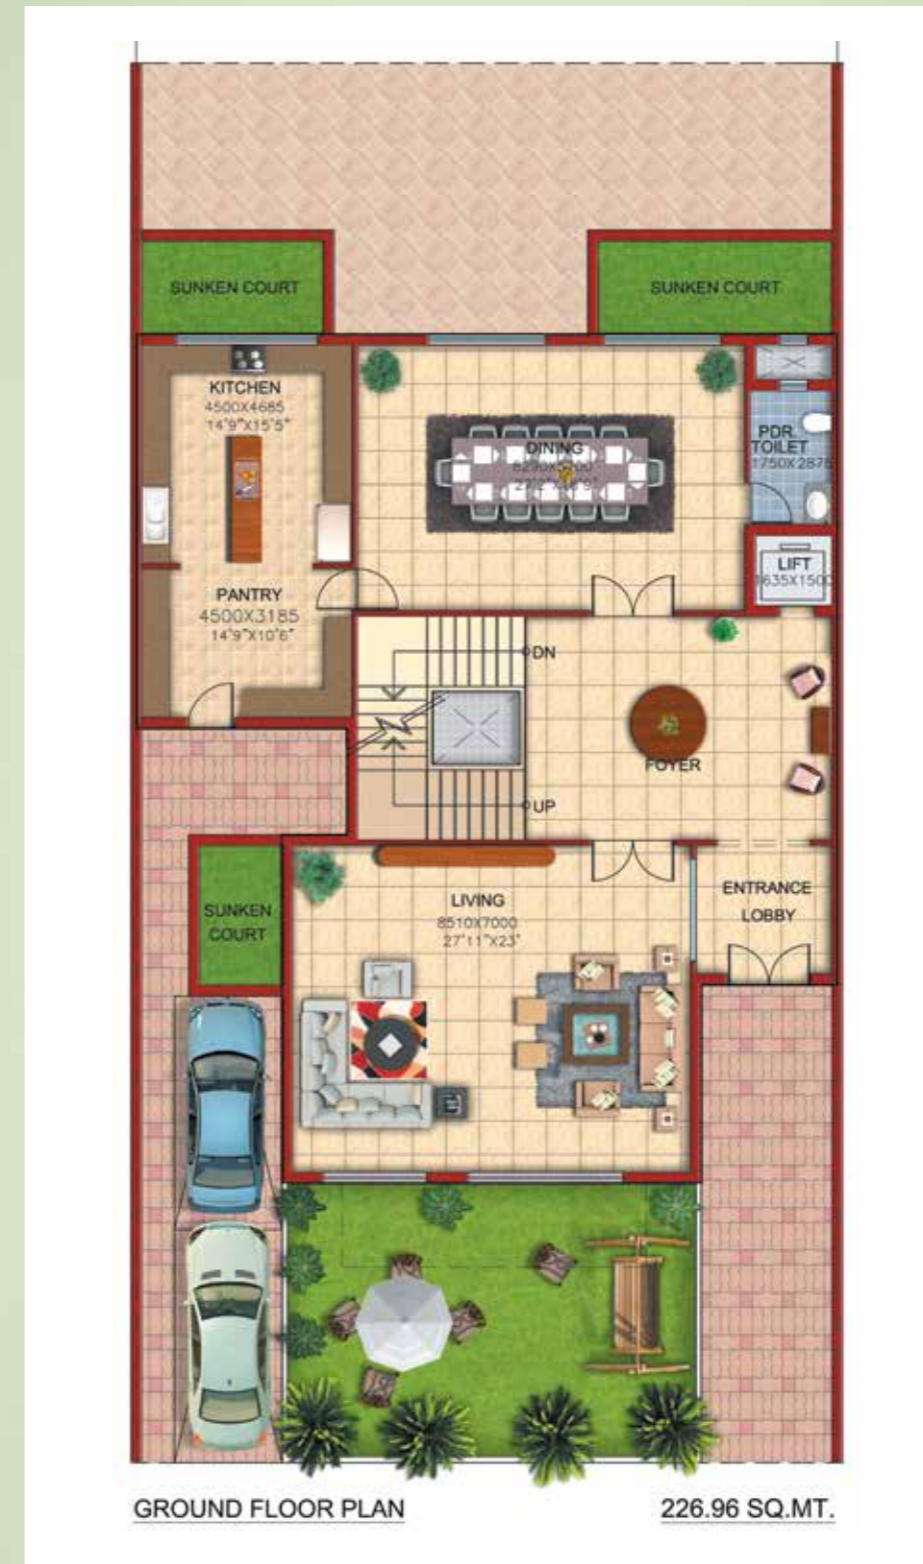 SUNKEN COURT
SUNKEN COURT
KITCHEN
4500X4685
14'9"X15'5"
DINING
PDR.
TOILET
1750X2875
LIFT
1635X1500
PANTRY
4500X3185
14'9"X10'6"
DN
FOYER
UP
LIVING
8510X7000
27'11"X23'
ENTRANCE
LOBBY
SUNKEN
COURT
GROUND FLOOR PLAN
226.96 SQ.MT.